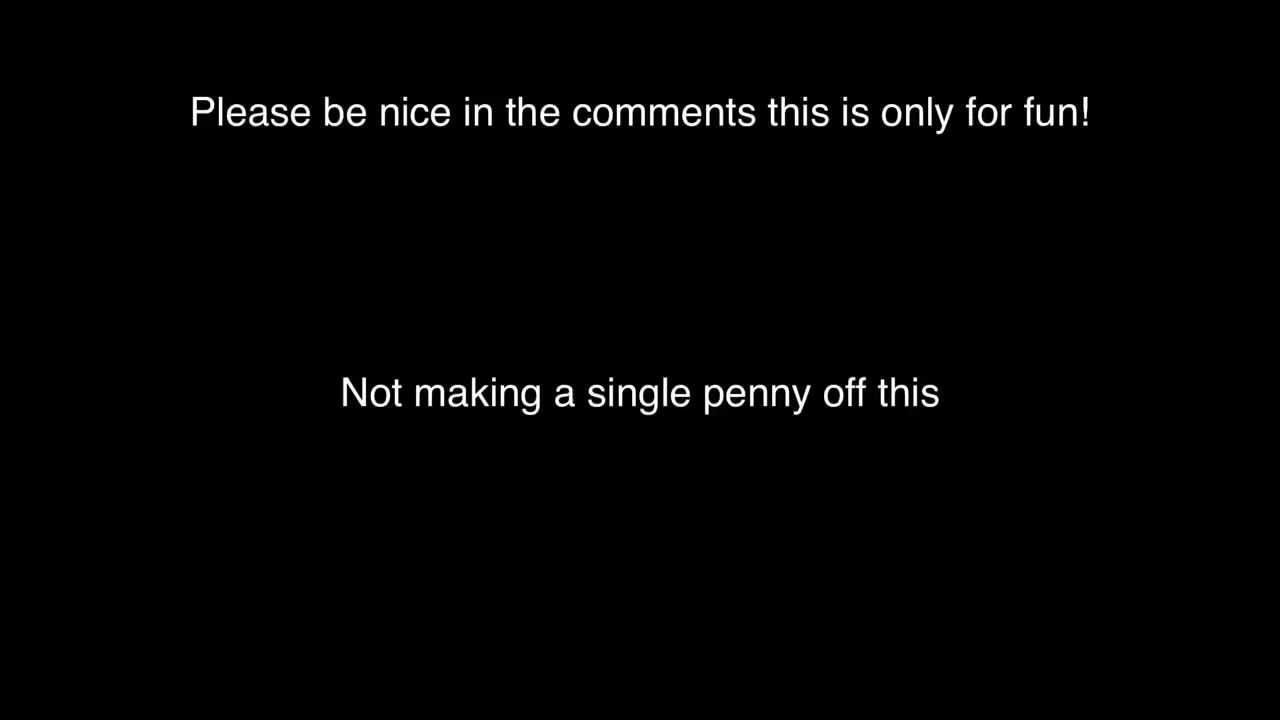 Please be nice in the comments this is only for fun!
Not making a single penny off this